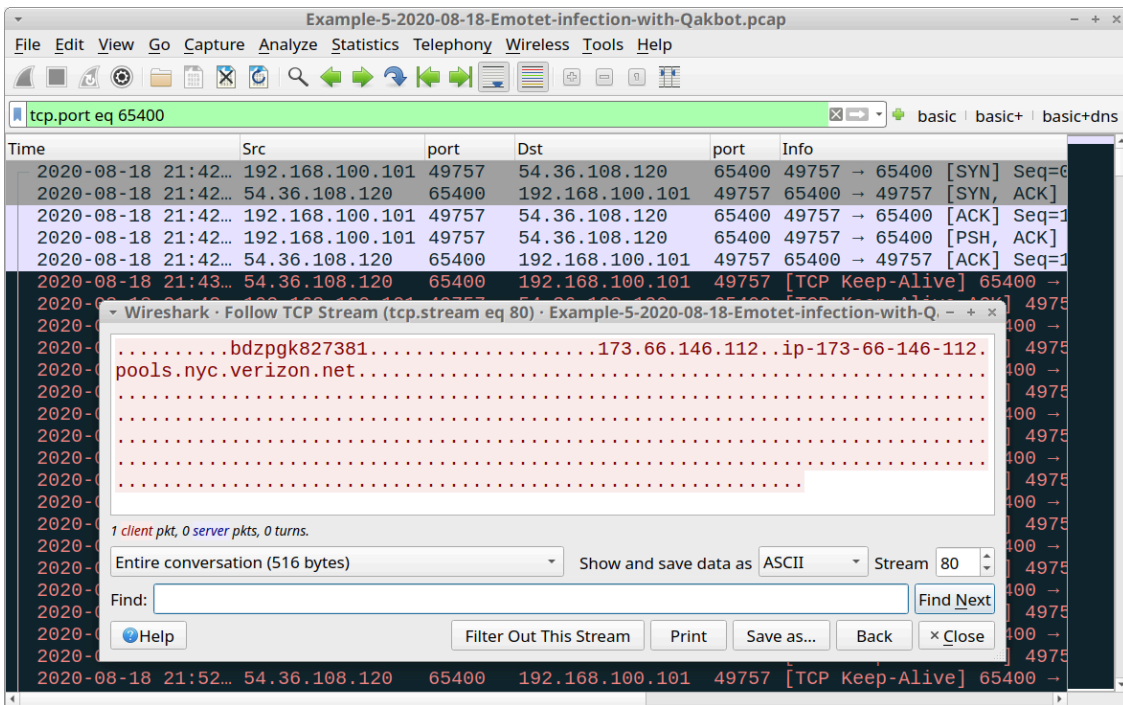 Example-5-2020-08-18-Emotet-infection-with-Qakbot.pcap
File Edit View Go Capture Analyze Statistics Telephony Wireless Tools Help
tcp.port eq 65400 basic basic+ basic+dns
Time Src port Dst port Info
2020-08-18 21:42… 192.168.100.101 49757 54.36.108.120 65400 49757 → 65400 [SYN] Seq=0
2020-08-18 21:42… 54.36.108.120 65400 192.168.100.101 49757 65400 → 49757 [SYN, ACK]
2020-08-18 21:42… 192.168.100.101 49757 54.36.108.120 65400 49757 → 65400 [ACK] Seq=1
2020-08-18 21:42… 192.168.100.101 49757 54.36.108.120 65400 49757 → 65400 [PSH, ACK]
2020-08-18 21:42… 54.36.108.120 65400 192.168.100.101 49757 65400 → 49757 [ACK] Seq=1
2020-08-18 21:43… 54.36.108.120 65400 192.168.100.101 49757 [TCP Keep-Alive] 65400 →
Wireshark · Follow TCP Stream (tcp.stream eq 80) · Example-5-2020-08-18-Emotet-infection-with-Q
..........bdzpgk827381....................173.66.146.112..ip-173-66-146-112.
pools.nyc.verizon.net.......................................................
............................................................................
............................................................................
............................................................................
............................................................................
............................................................
1 client pkt, 0 server pkts, 0 turns.
Entire conversation (516 bytes) Show and save data as ASCII Stream 80
Find: Find Next
Help Filter Out This Stream Print Save as... Back Close
2020-08-18 21:52… 54.36.108.120 65400 192.168.100.101 49757 [TCP Keep-Alive] 65400 →